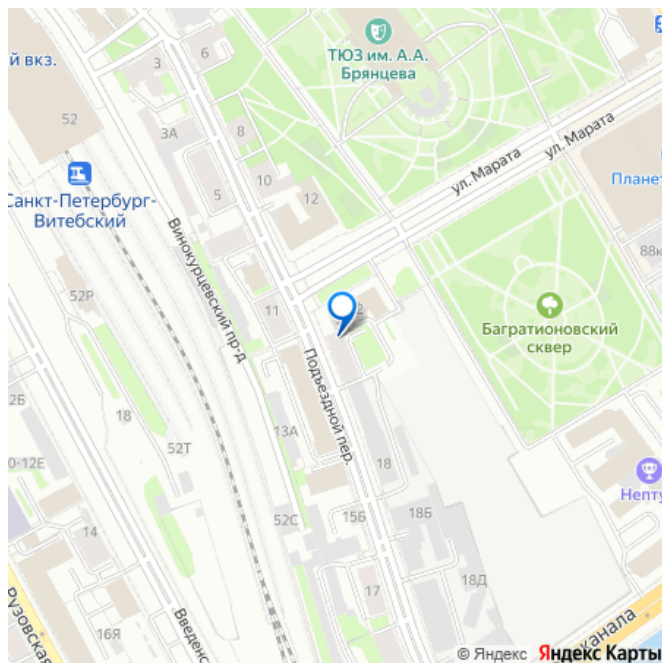 й вкз.
52
3
6
ТЮЗ им. А.А.
Брянцева
3А
8
ул. Марата
ул. Марата
Санкт-Петербург-
Витебский
5
10
12
Планет
Винокурцевский пр-д
88к
52Р
11
2
Багратионовский
сквер
Подъездной пер.
2Б
18
13А
52Т
0-12Е
18
Непту
14
52С
15Б
18Б
Рузовская
16Я
Введенс
17
18Д
канала
© Яндекс Яндекс Карты